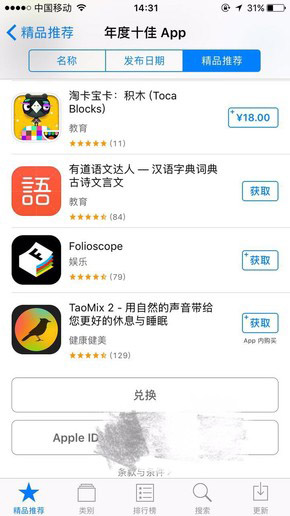 中国移动 14:31 31%
精品推荐 年度十佳 App
名称 发布日期 精品推荐
淘卡宝卡：积木 (Toca
Blocks)
教育
(11)
¥18.00
有道语文达人 — 汉语字典词典
古诗文言文
教育
(84)
获取
語
Folioscope
娱乐
(79)
获取
F
TaoMix 2 - 用自然的声音带给
您更好的休息与睡眠
健康健美
(129)
获取
App 内购买
兑换
Apple ID
条款与条件
精品推荐 类别 排行榜 搜索 更新